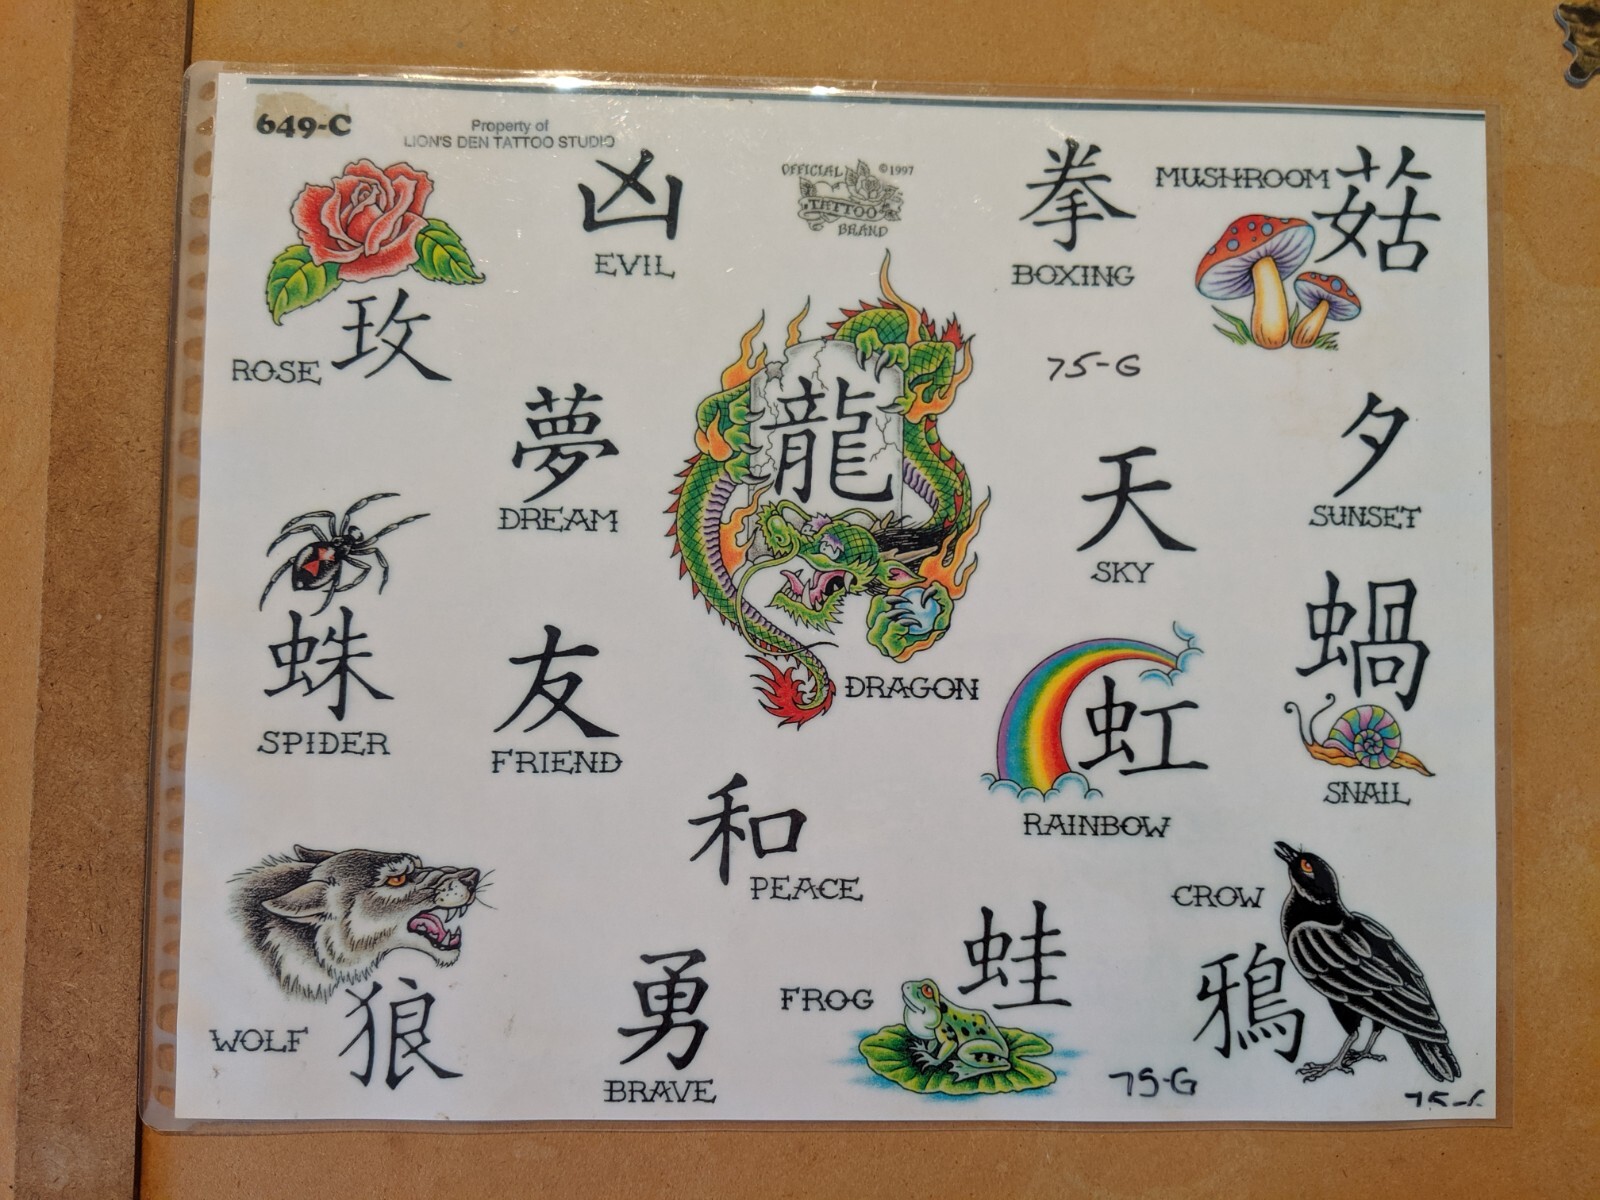 649-C
Property of
LION'S DEN TATTOO STUDIO
凶
EVIL
OFFICIAL ©1997
TATTOO
BRAND
拳
BOXING
MUSHROOM
菇
玫
ROSE
75-G
夢
DREAM
龍
DRAGON
天
SKY
夕
SUNSET
蛛
SPIDER
友
FRIEND
虹
RAINBOW
蝸
SNAIL
和
PEACE
狼
WOLF
勇
BRAVE
蛙
FROG
CROW
鴉
75-G